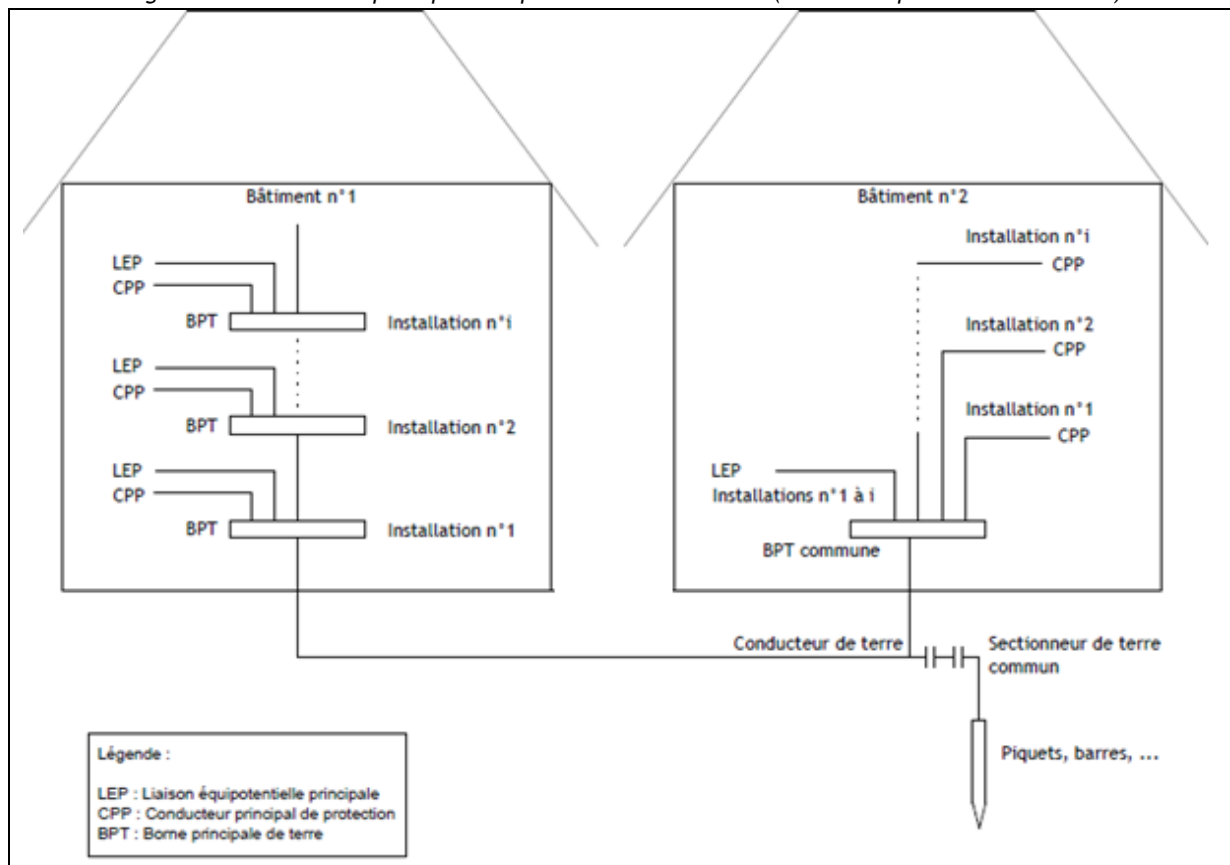 Bâtiment n°1
LEP
CPP
BPT
Installation n°i
LEP
CPP
BPT
Installation n°2
LEP
CPP
BPT
Installation n°1
Bâtiment n°2
Installation n°i
CPP
Installation n°2
CPP
Installation n°1
CPP
LEP
Installations n°1 à i
BPT commune
Conducteur de terre
Sectionneur de terre
commun
Piquets, barres, ...
Légende :
LEP : Liaison équipotentielle principale
CPP : Conducteur principal de protection
BPT : Borne principale de terre